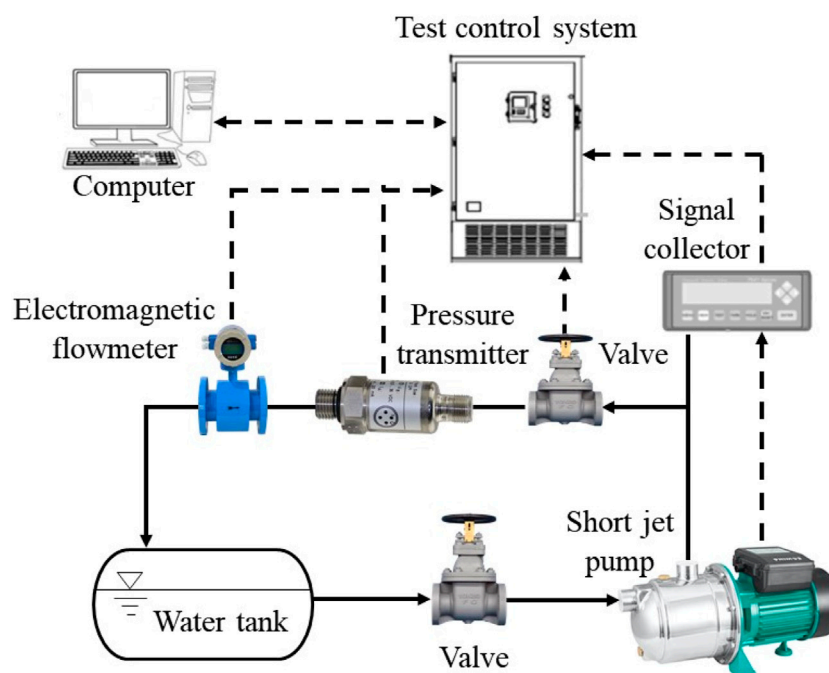 Test control system
Computer
Signal
collector
Electromagnetic
flowmeter
Pressure
transmitter
Valve
Short jet
pump
Water tank
Valve